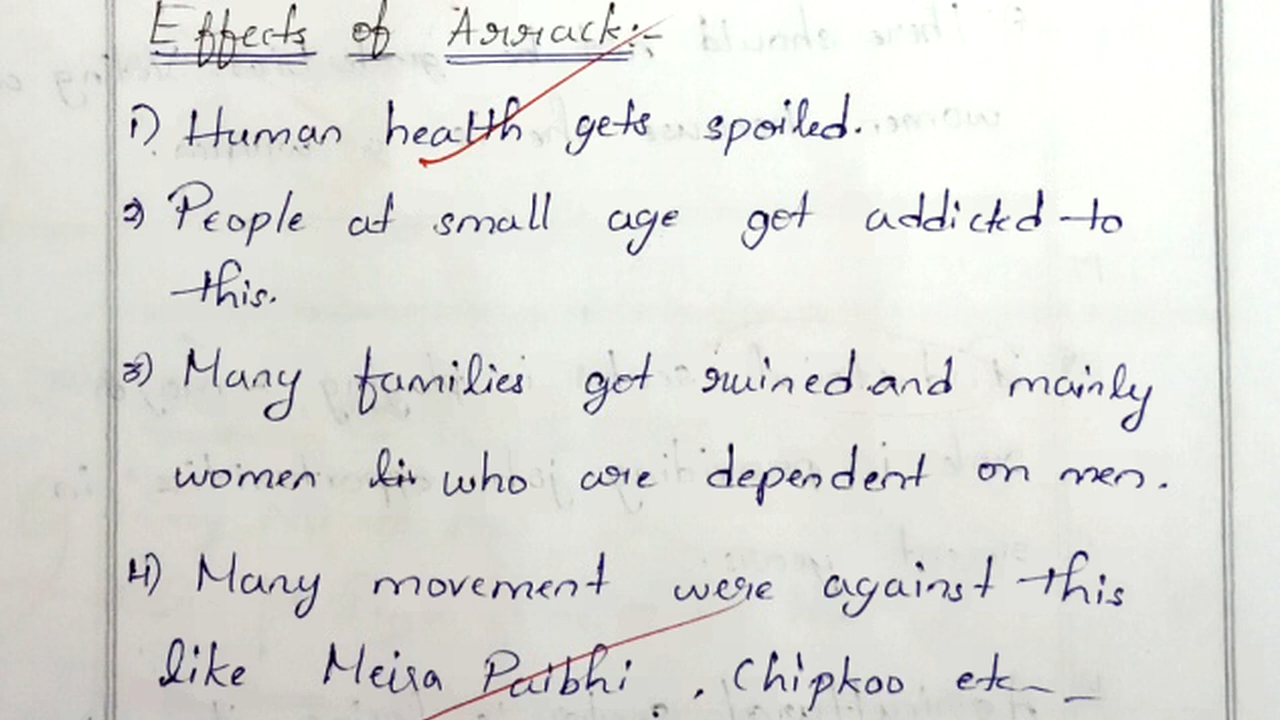 Effects of Arrack:-
1) Human health gets spoiled.
2) People at small age got addicted to
this.
3) Many families got ruined and mainly
women who are dependent on men.
4) Many movement were against this
like Meira Paibhi, Chipkoo etc--